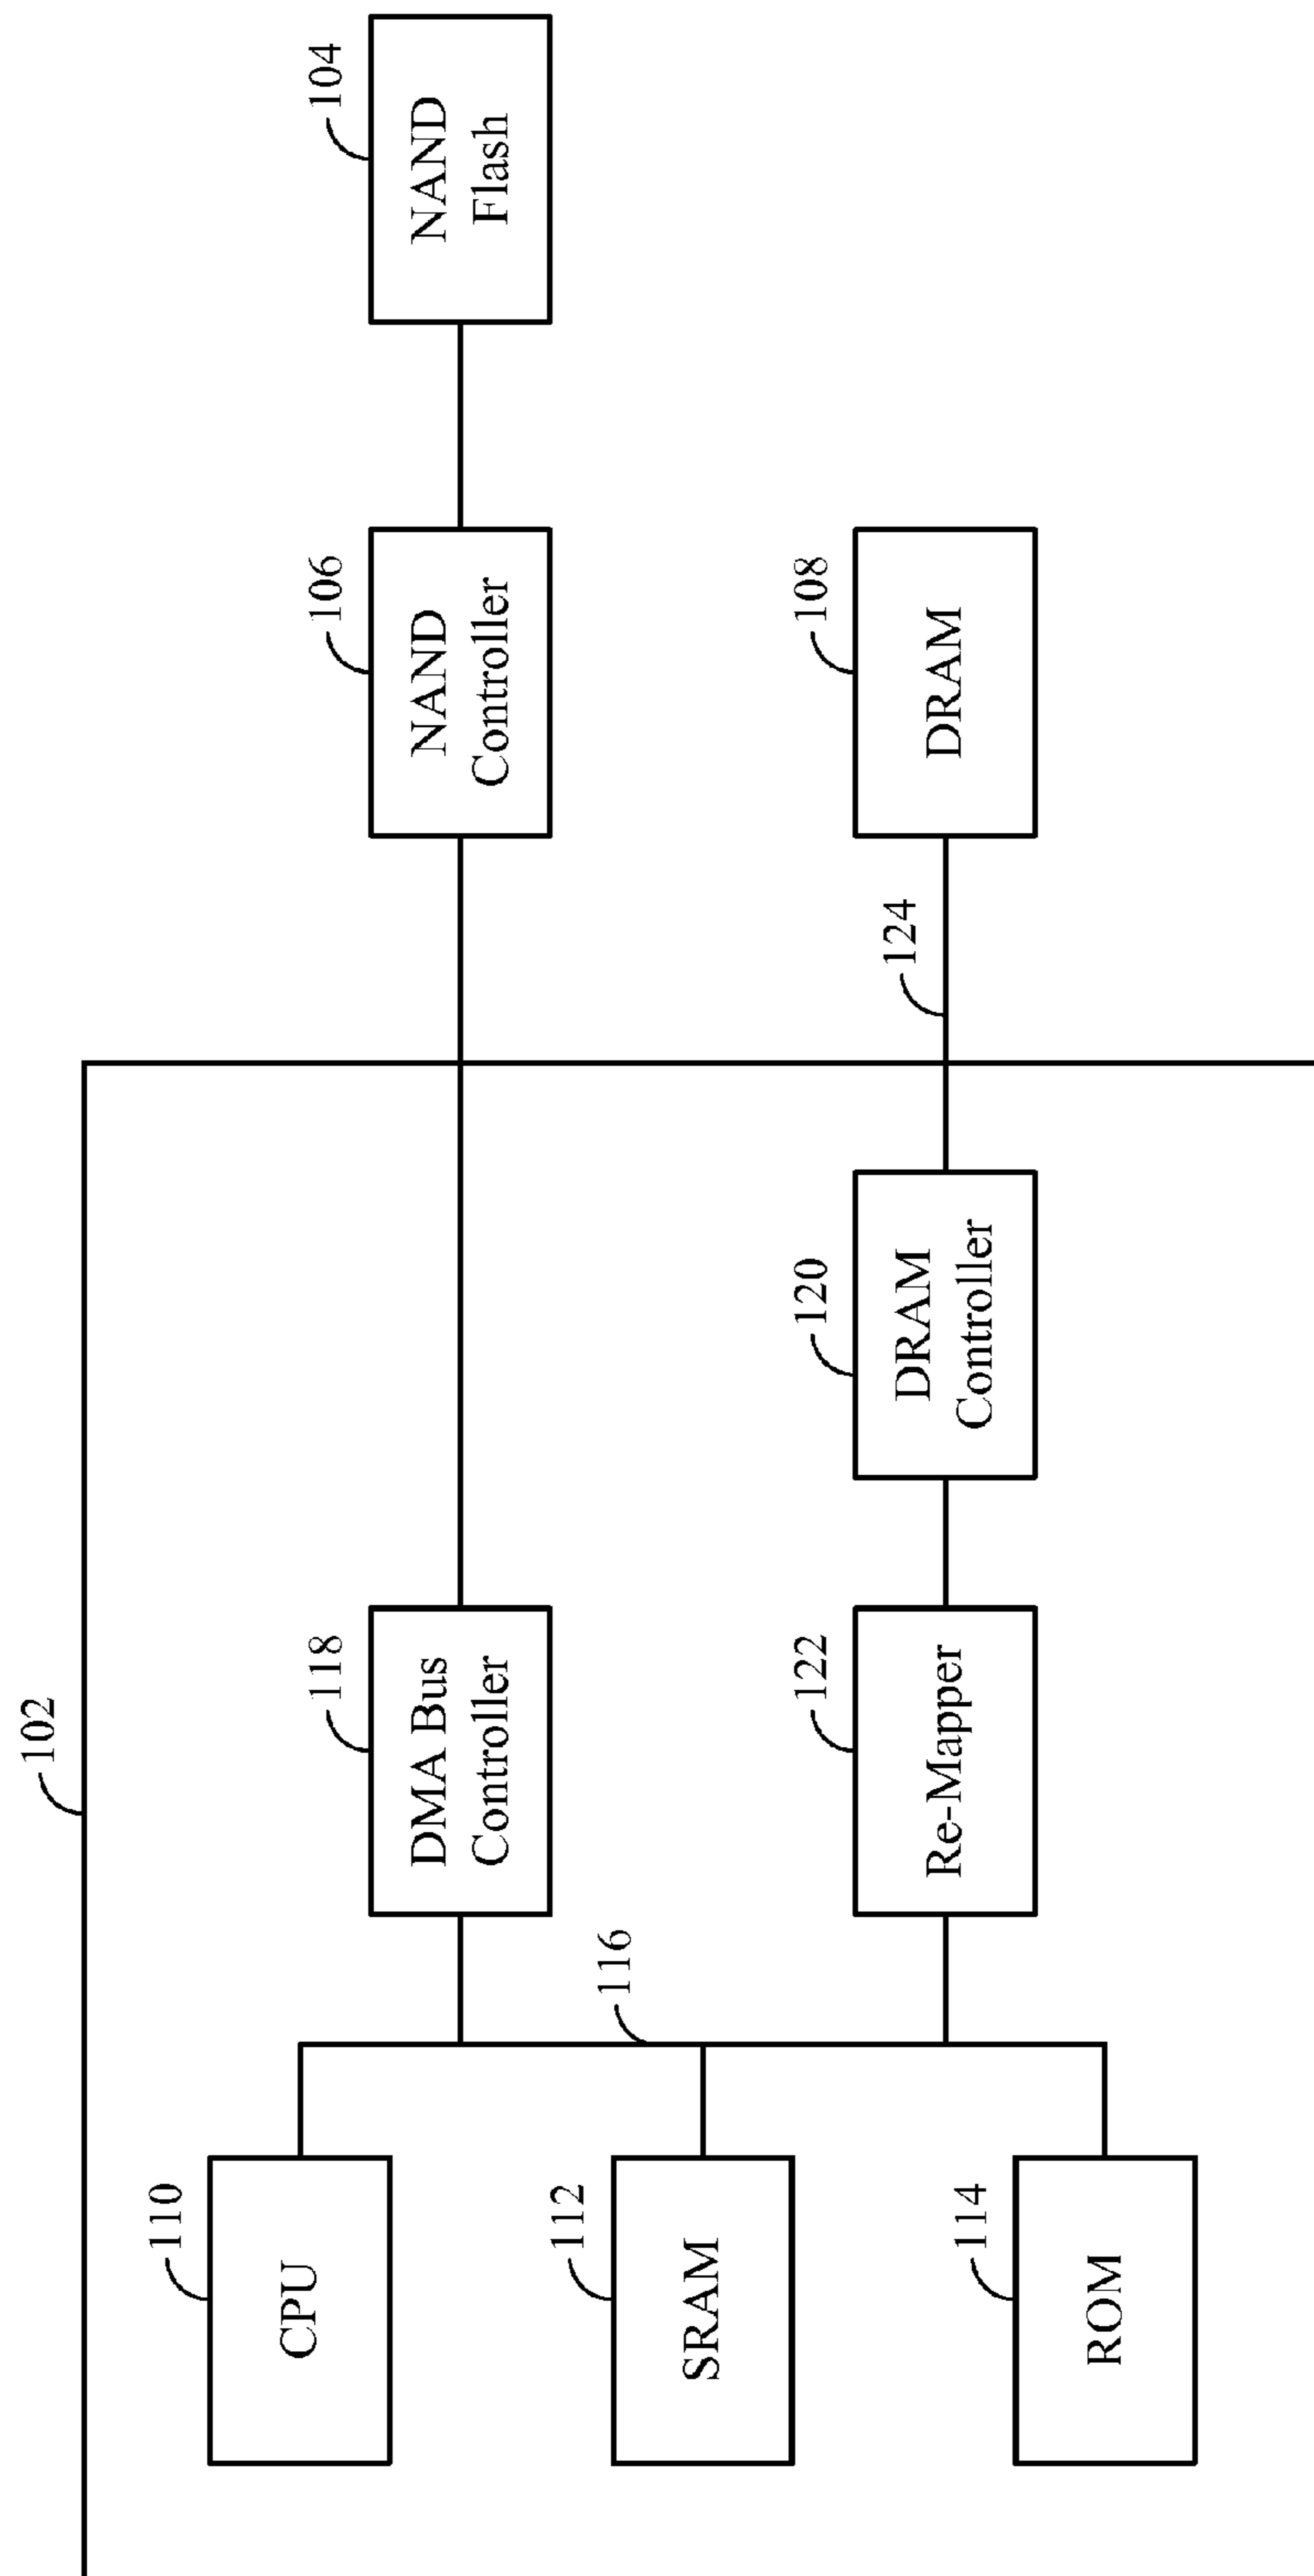 102
110
CPU
118
DMA Bus
Controller
106
NAND
Controller
104
NAND
Flash
116
112
SRAM
122
Re-Mapper
120
DRAM
Controller
124
108
DRAM
114
ROM